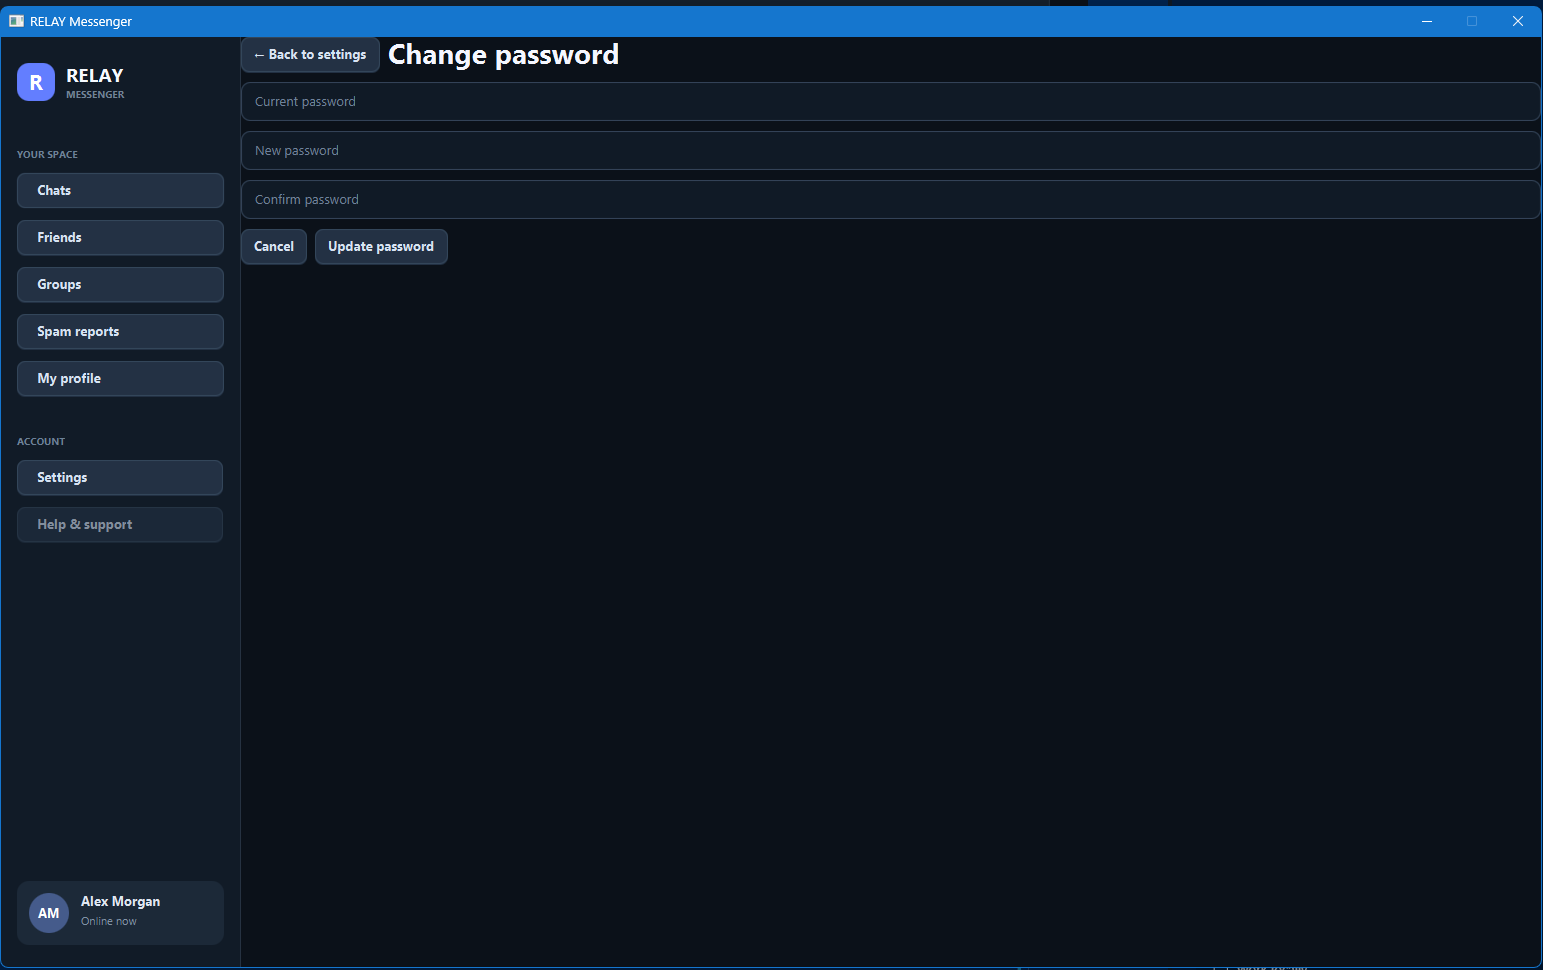 RELAY Messenger
R
RELAY
MESSENGER
YOUR SPACE
Chats
Friends
Groups
Spam reports
My profile
ACCOUNT
Settings
Help & support
AM
Alex Morgan
Online now
← Back to settings
Change password
Current password
New password
Confirm password
Cancel
Update password